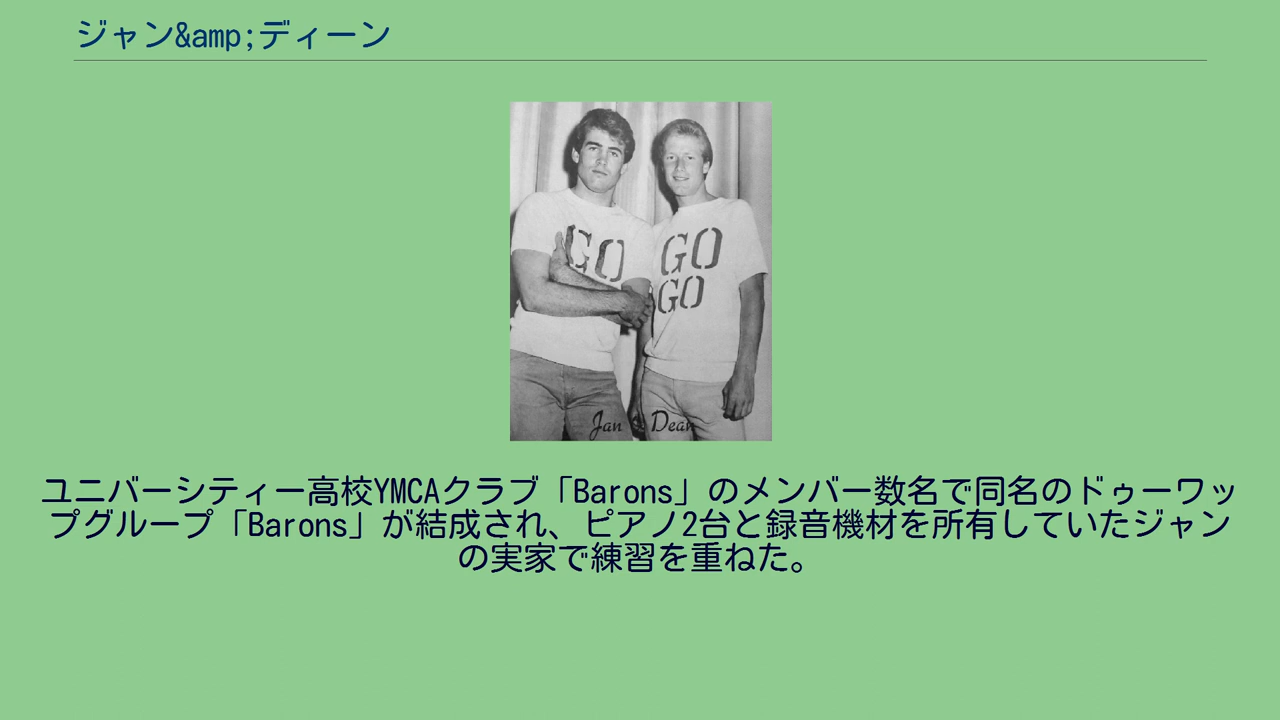 ジャン&amp;ディーン
GO GO
GO
Jan & Dean
ユニバーシティー高校YMCAクラブ「Barons」のメンバー数名で同名のドゥーワッ
プグループ「Barons」が結成され、ピアノ2台と録音機材を所有していたジャン
の実家で練習を重ねた。